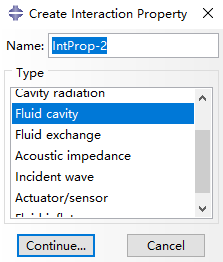 Create Interaction Property
Name: IntProp-2
Type
Cavity radiation
Fluid cavity
Fluid exchange
Acoustic impedance
Incident wave
Actuator/sensor
Continue...
Cancel